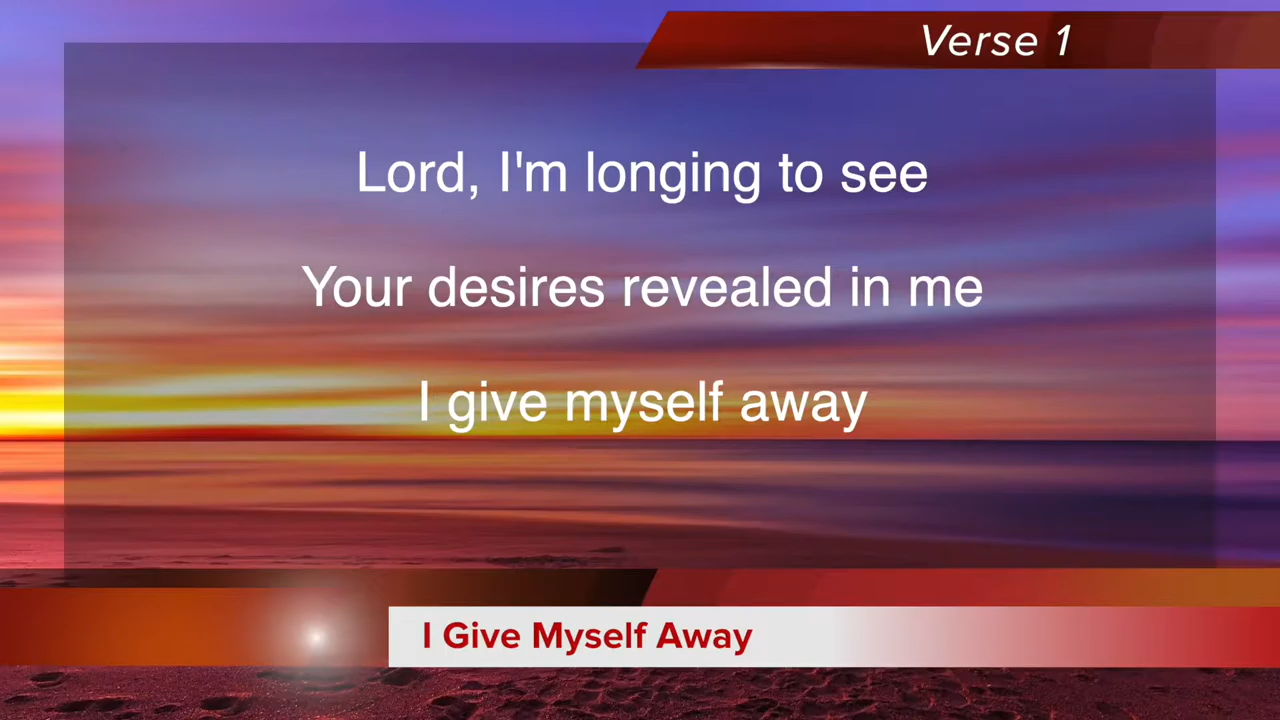 Verse 1
Lord, I'm longing to see
Your desires revealed in me
I give myself away
I Give Myself Away